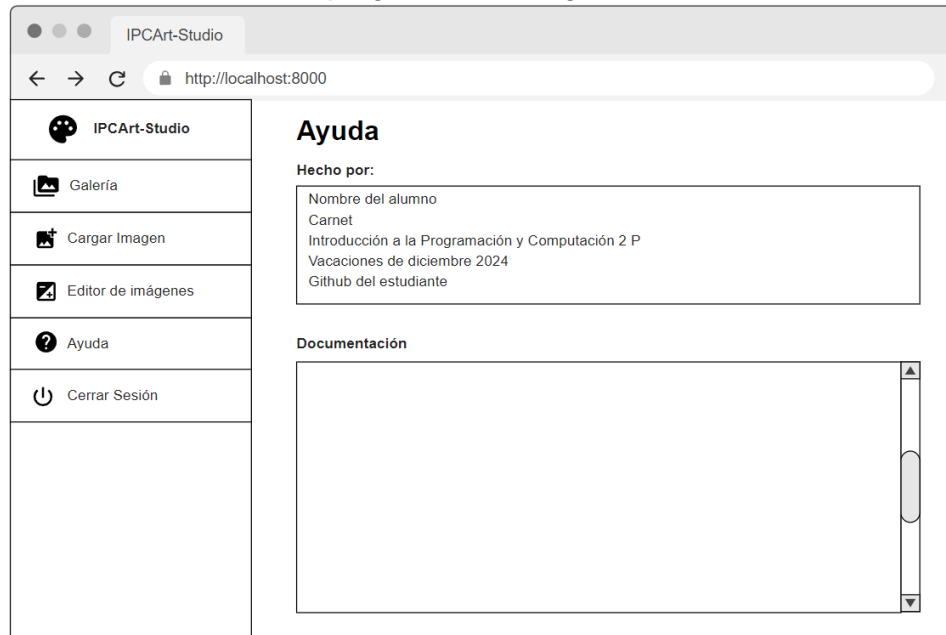 IPCArt-Studio
http://localhost:8000
IPCArt-Studio
Galería
Cargar Imagen
Editor de imágenes
Ayuda
Cerrar Sesión
Ayuda
Hecho por:
Nombre del alumno
Carnet
Introducción a la Programación y Computación 2 P
Vacaciones de diciembre 2024
Github del estudiante
Documentación